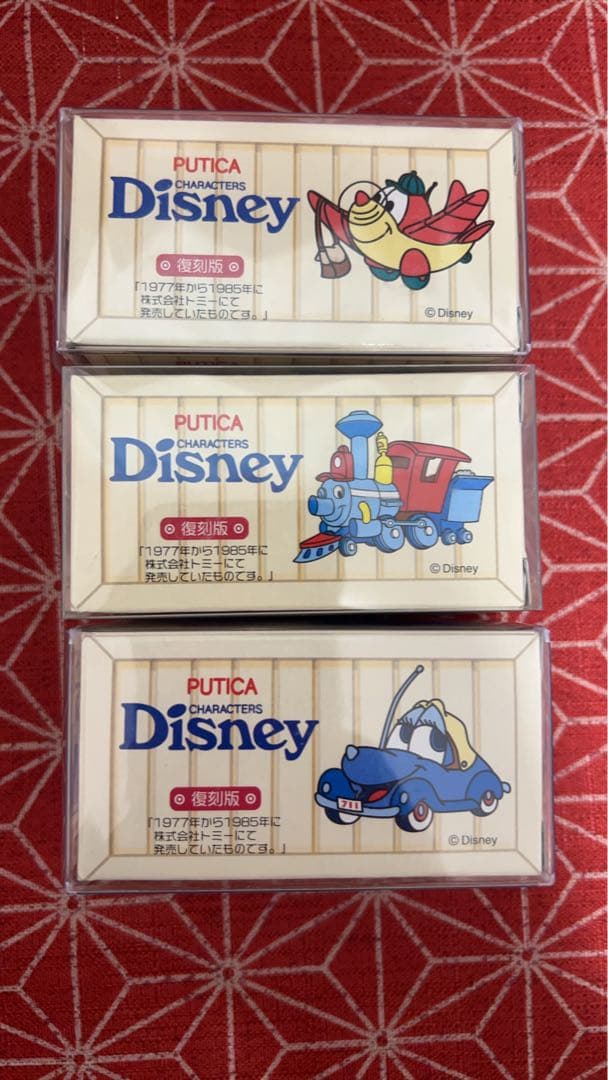 PUTICA
CHARACTERS
Disney
復刻版
「1977年から1985年に
株式会社トミーにて
発売していたものです。」
© Disney
PUTICA
CHARACTERS
Disney
復刻版
「1977年から1985年に
株式会社トミーにて
発売していたものです。」
© Disney
PUTICA
CHARACTERS
Disney
復刻版
「1977年から1985年に
株式会社トミーにて
発売していたものです。」
711
© Disney